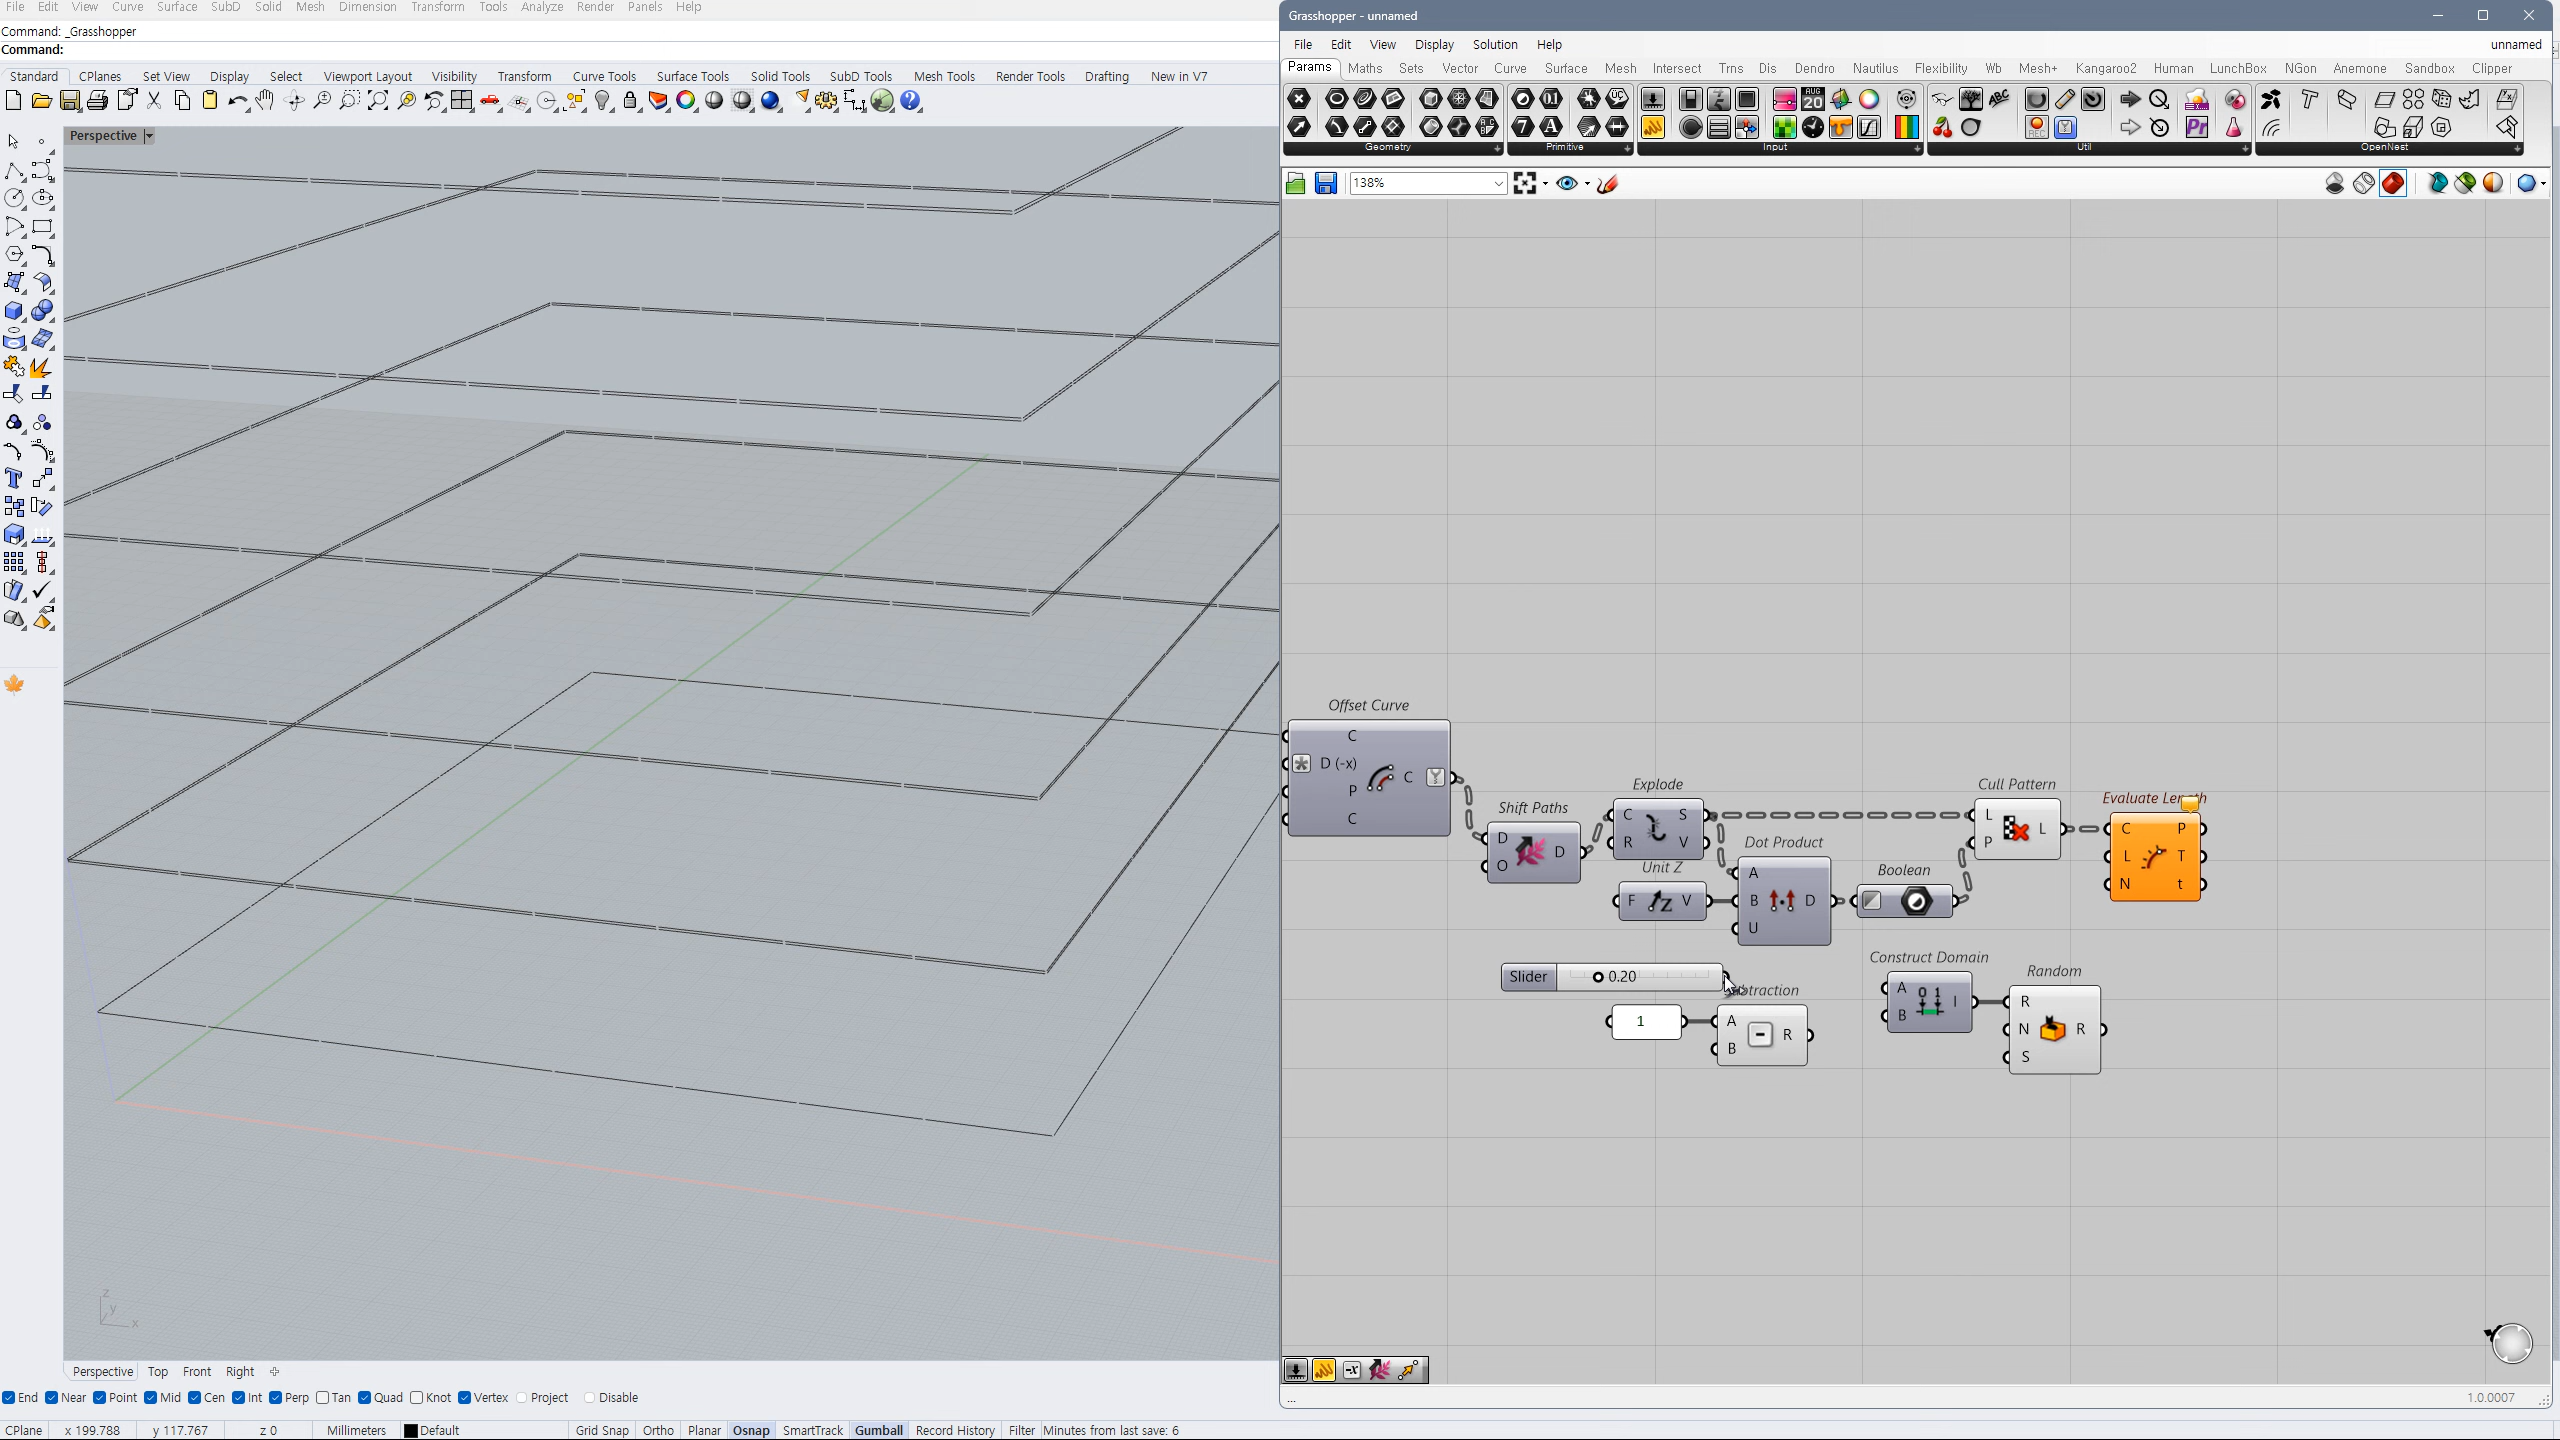 File Edit View Curve Surface SubD Solid Mesh Dimension Transform Tools Analyze Render Panels Help
Command: _Grasshopper
Command:
Standard CPlanes Set View Display Select Viewport Layout Visibility Transform Curve Tools Surface Tools Solid Tools SubD Tools Mesh Tools Render Tools Drafting New in V7
Perspective
Grasshopper - unnamed
File Edit View Display Solution Help unnamed
Params Maths Sets Vector Curve Surface Mesh Intersect Trns Dis Dendro Nautilus Flexibility Wb Mesh+ Kangaroo2 Human LunchBox NGon Anemone Sandbox Clipper
Geometry Primitive Input Util OpenNest
138%
Offset Curve
C
D (-x)
P
C
C
Shift Paths
D
O
D
Explode
C S
R V
Unit Z
F V
Dot Product
A
B D
U
Boolean
Cull Pattern
L
P
L
Evaluate Length
C P
L T
N t
Slider 0.20
1
A
B
R
Construct Domain
A
B
I
Random
R
N R
S
z
y
x
Perspective Top Front Right
End Near Point Mid Cen Int Perp Tan Quad Knot Vertex Project Disable
...
1.0.0007
CPlane x 199.788 y 117.767 z 0 Millimeters Default Grid Snap Ortho Planar Osnap SmartTrack Gumball Record History Filter Minutes from last save: 6